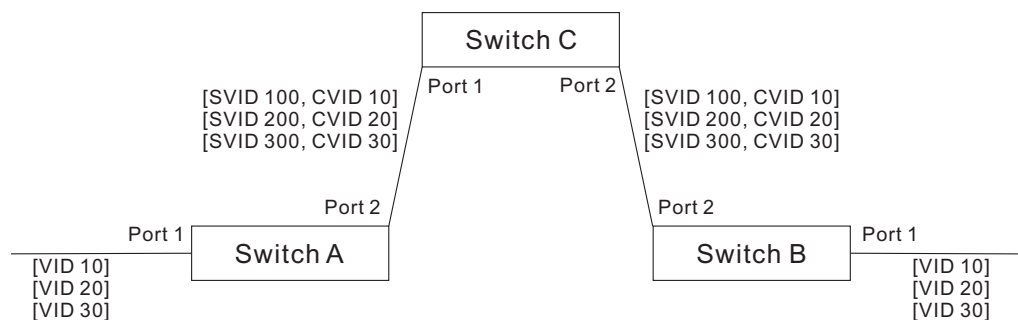 Switch C
Port 1
Port 2
[SVID 100, CVID 10]
[SVID 200, CVID 20]
[SVID 300, CVID 30]
[SVID 100, CVID 10]
[SVID 200, CVID 20]
[SVID 300, CVID 30]
Port 2
Port 2
Port 1
Switch A
Switch B
Port 1
[VID 10]
[VID 20]
[VID 30]
[VID 10]
[VID 20]
[VID 30]